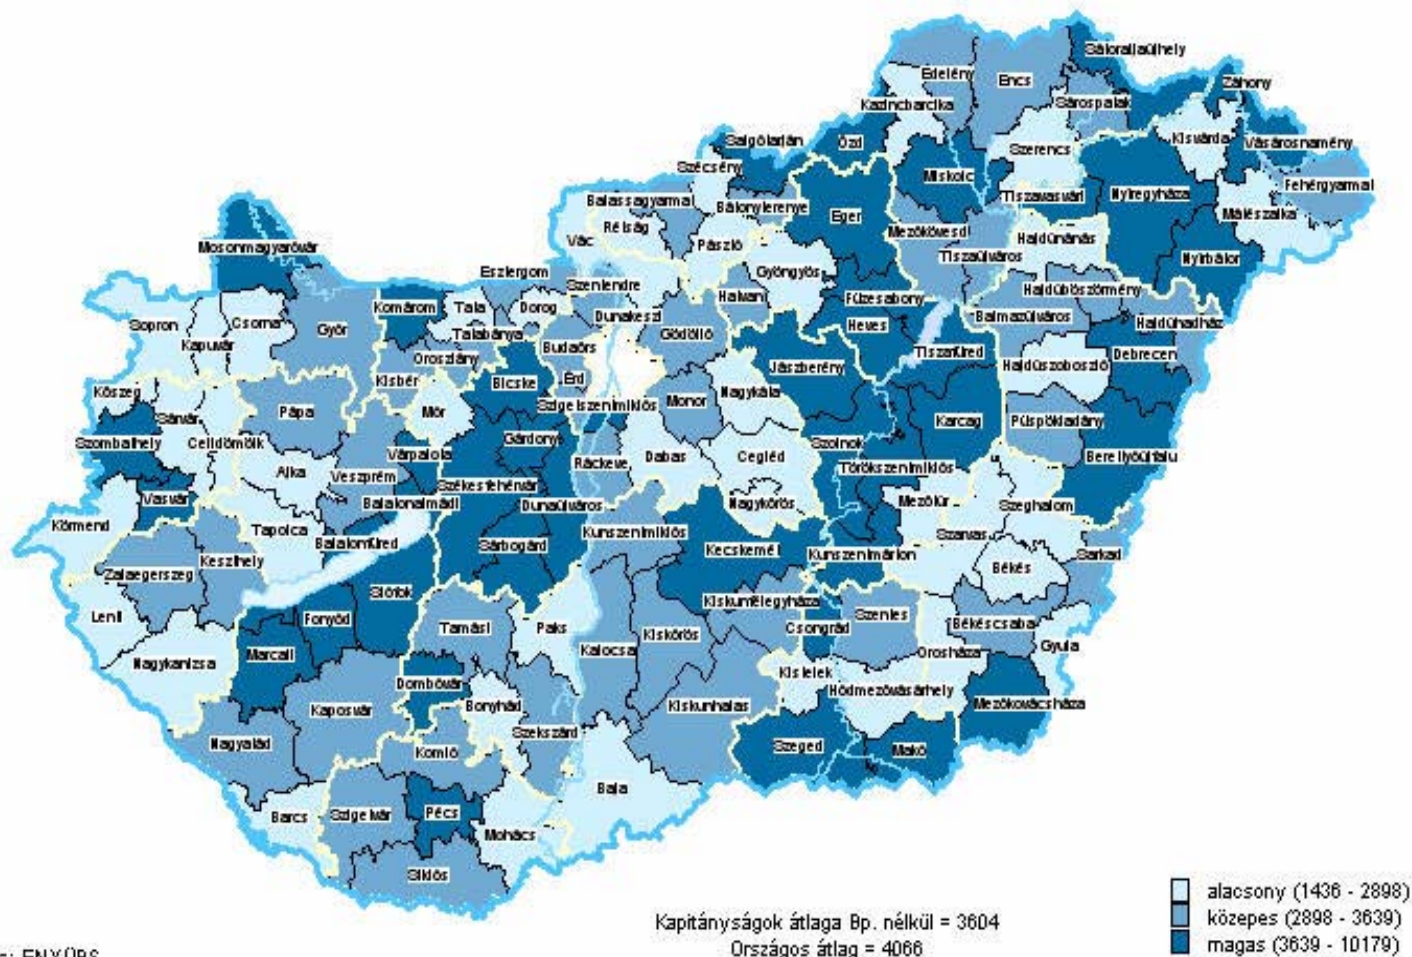 Sátoraljaújhely
Edelény
Encs
Záhony
Kazincbarcika
Sárospatak
Salgótarján
Ózd
Szerencs
Kisvárda
Vásárosnamény
Szécsény
Miskolc
Fehérgyarmat
Balassagyarmat
Bátonyterenye
Eger
Tiszavasvári
Nyíregyháza
Mátészalka
Rétság
Mezőkövesd
Hajdúnánás
Vác
Pásztó
Mosonmagyaróvár
Gyöngyös
Tiszaújváros
Nyírbátor
Esztergom
Szentendre
Hatvan
Füzesabony
Hajdúböszörmény
Komárom
Tata
Dorog
Dunakeszi
Balmazújváros
Hajdúhadház
Sopron
Csorna
Győr
Tatabánya
Gödöllő
Heves
Kapuvár
Oroszlány
Budaörs
Tiszafüred
Debrecen
Kisbér
Bicske
Érd
Jászberény
Hajdúszoboszló
Kőszeg
Sárvár
Pápa
Mór
Szigetszentmiklós
Monor
Nagykáta
Karcag
Püspökladány
Szombathely
Celldömölk
Várpalota
Gárdony
Szolnok
Berettyóújfalu
Ajka
Veszprém
Székesfehérvár
Ráckeve
Dabas
Cegléd
Törökszentmiklós
Vasvár
Balatonalmádi
Dunaújváros
Nagykőrös
Mezőtúr
Szeghalom
Körmend
Tapolca
Balatonfüred
Sárbogárd
Kunszentmiklós
Kecskemét
Kunszentmárton
Szarvas
Sarkad
Zalaegerszeg
Keszthely
Békés
Lenti
Fonyód
Siófok
Tamási
Paks
Kiskunfélegyháza
Szentes
Békéscsaba
Nagykanizsa
Marcali
Kalocsa
Kiskőrös
Csongrád
Orosháza
Gyula
Dombóvár
Bonyhád
Kistelek
Hódmezővásárhely
Mezőkovácsháza
Kaposvár
Szekszárd
Kiskunhalas
Nagyatád
Komló
Szeged
Makó
Barcs
Szigetvár
Pécs
Baja
Mohács
Siklós
Kapitányságok átlaga Bp. nélkül = 3604
Országos átlag = 4066
alacsony (1436 - 2898)
közepes (2898 - 3639)
magas (3639 - 10179)